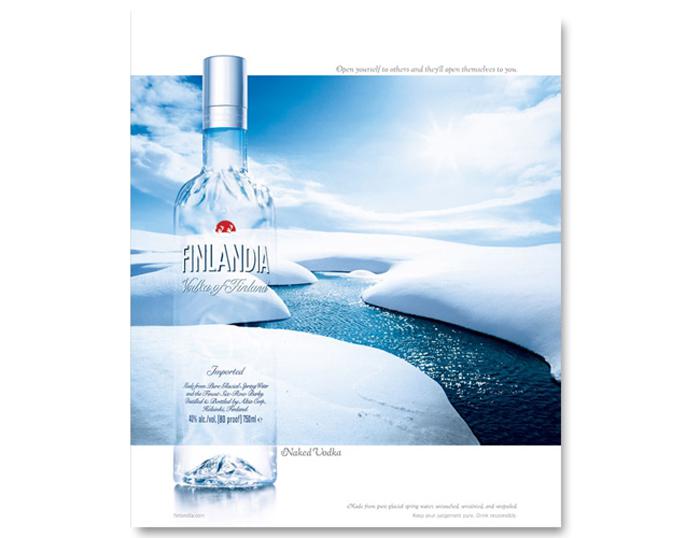 Open yourself to others and they'll open themselves to you.
FINLANDIA
Vodka of Finland
Imported
Made from Pure Glacial Spring Water
and the Finest Six-Row Barley.
Distilled & Bottled by Altia Corp.,
Helsinki, Finland.
40% alc./vol. (80 proof) 750ml e
Naked Vodka
Made from pure glacial spring water, untouched, untainted, and unspoiled.
finlandia.com
Keep your judgement pure. Drink responsibly.